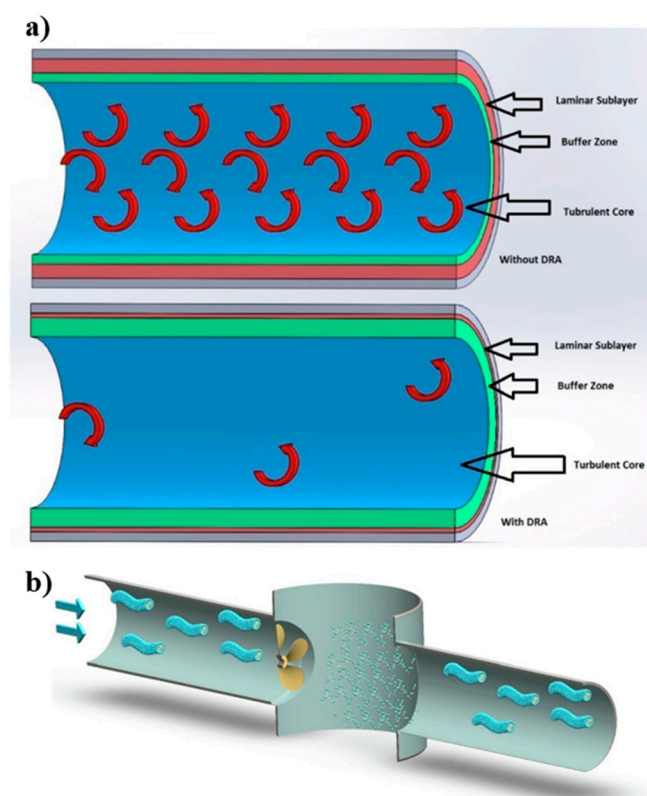 a)
Laminar Sublayer
Buffer Zone
Tubrulent Core
Without DRA
Laminar Sublayer
Buffer Zone
Turbulent Core
With DRA
b)